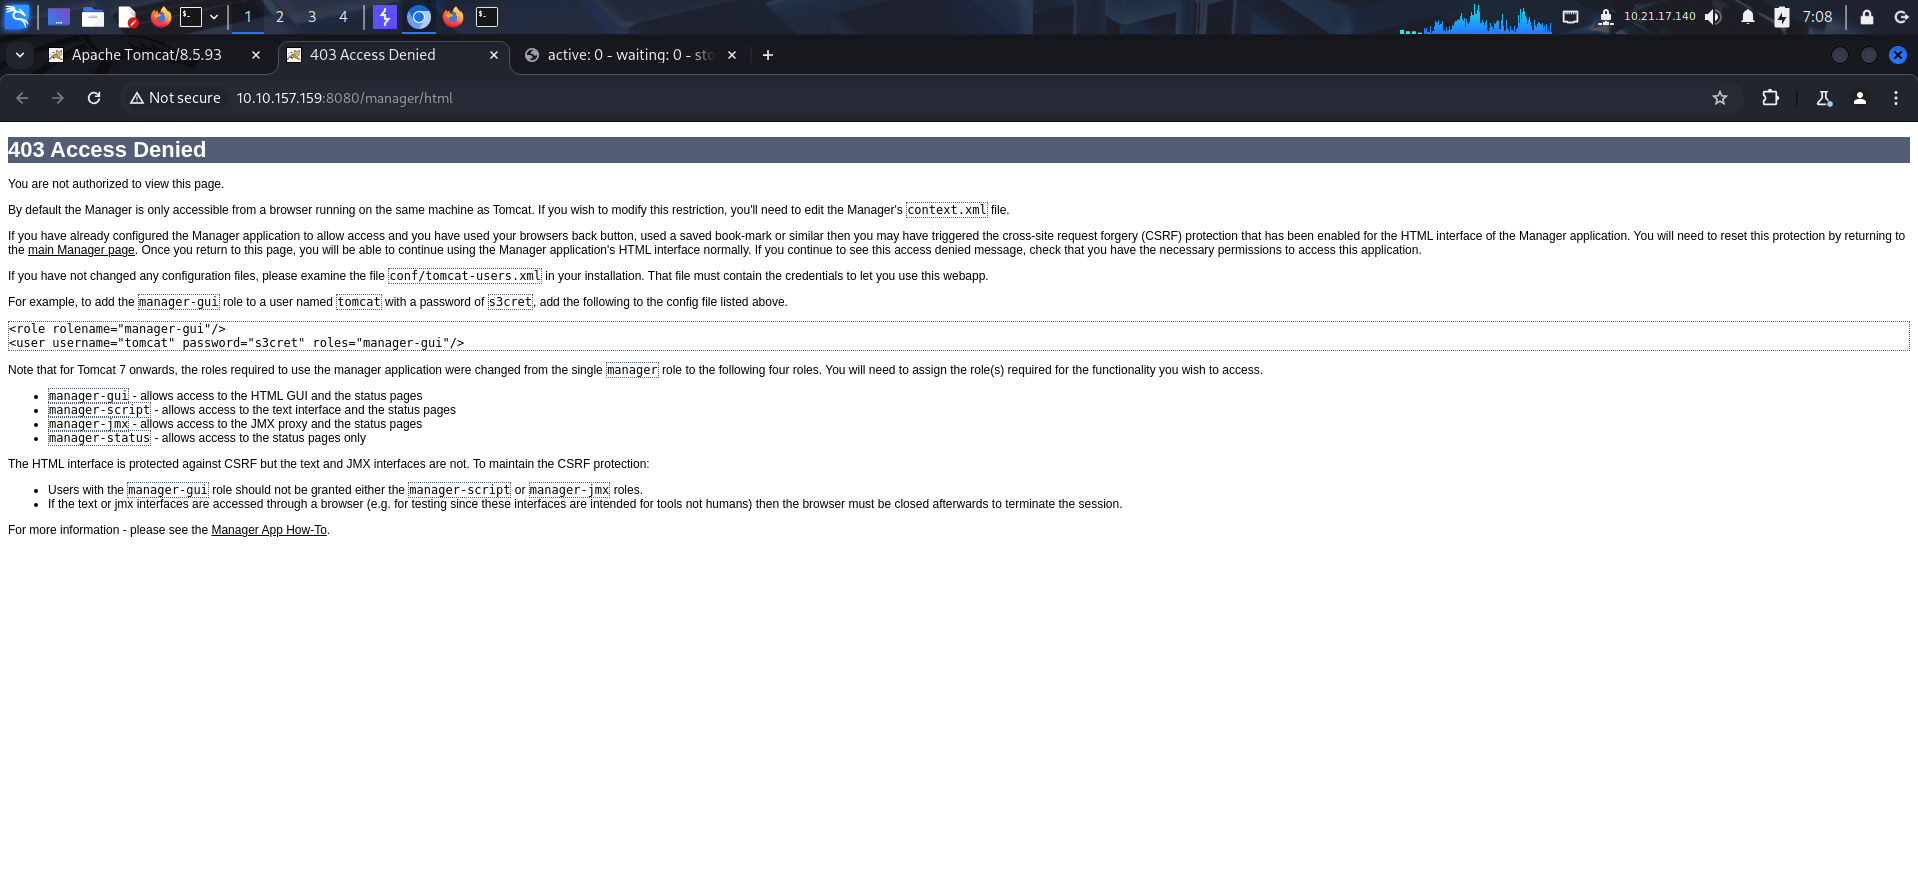 1 2 3 4 10.21.17.140 7:08
Apache Tomcat/8.5.93 403 Access Denied active: 0 - waiting: 0 - sto
Not secure 10.10.157.159:8080/manager/html
403 Access Denied
You are not authorized to view this page.
By default the Manager is only accessible from a browser running on the same machine as Tomcat. If you wish to modify this restriction, you'll need to edit the Manager's context.xml file.
If you have already configured the Manager application to allow access and you have used your browsers back button, used a saved book-mark or similar then you may have triggered the cross-site request forgery (CSRF) protection that has been enabled for the HTML interface of the Manager application. You will need to reset this protection by returning to
the main Manager page. Once you return to this page, you will be able to continue using the Manager application's HTML interface normally. If you continue to see this access denied message, check that you have the necessary permissions to access this application.
If you have not changed any configuration files, please examine the file conf/tomcat-users.xml in your installation. That file must contain the credentials to let you use this webapp.
For example, to add the manager-gui role to a user named tomcat with a password of s3cret, add the following to the config file listed above.
<role rolename="manager-gui"/>
<user username="tomcat" password="s3cret" roles="manager-gui"/>
Note that for Tomcat 7 onwards, the roles required to use the manager application were changed from the single manager role to the following four roles. You will need to assign the role(s) required for the functionality you wish to access.
• manager-gui - allows access to the HTML GUI and the status pages
• manager-script - allows access to the text interface and the status pages
• manager-jmx - allows access to the JMX proxy and the status pages
• manager-status - allows access to the status pages only
The HTML interface is protected against CSRF but the text and JMX interfaces are not. To maintain the CSRF protection:
• Users with the manager-gui role should not be granted either the manager-script or manager-jmx roles.
• If the text or jmx interfaces are accessed through a browser (e.g. for testing since these interfaces are intended for tools not humans) then the browser must be closed afterwards to terminate the session.
For more information - please see the Manager App How-To.